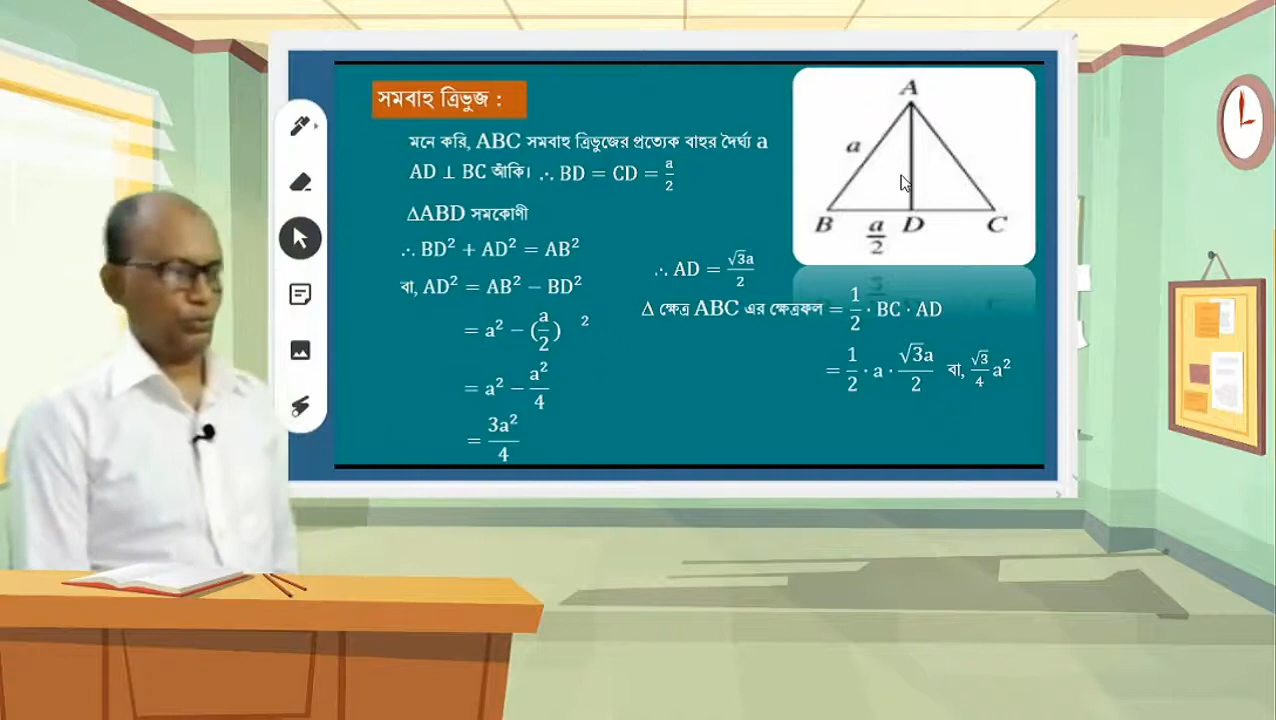 সমবাহু ত্রিভুজ :
মনে করি, ABC সমবাহু ত্রিভুজের প্রত্যেক বাহুর দৈর্ঘ্য a
AD ⊥ BC আঁকি। ∴ BD = CD = a/2
ΔABD সমকোণী
∴ BD² + AD² = AB²
বা, AD² = AB² − BD²
= a² − (a/2) ²
= a² − a²/4
= 3a²/4
∴ AD = √3a/2
Δ ক্ষেত্র ABC এর ক্ষেত্রফল = 1/2 · BC · AD
= 1/2 · a · √3a/2 বা, √3/4 a²
A
a
B a/2 D C